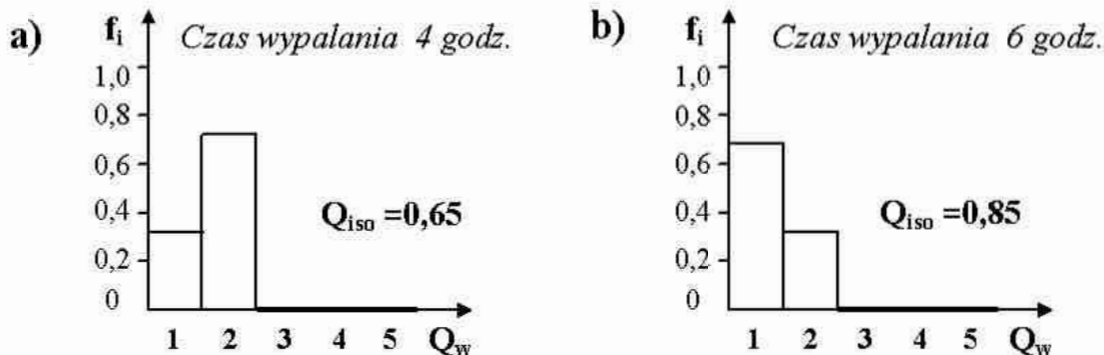 a) fᵢ Czas wypalania 4 godz.
1,0
0,8
0,6
0,4
0,2
0
Qiso =0,65
1 2 3 4 5 Qw
b) fᵢ Czas wypalania 6 godz.
1,0
0,8
0,6
0,4
0,2
0
Qiso =0,85
1 2 3 4 5 Qw